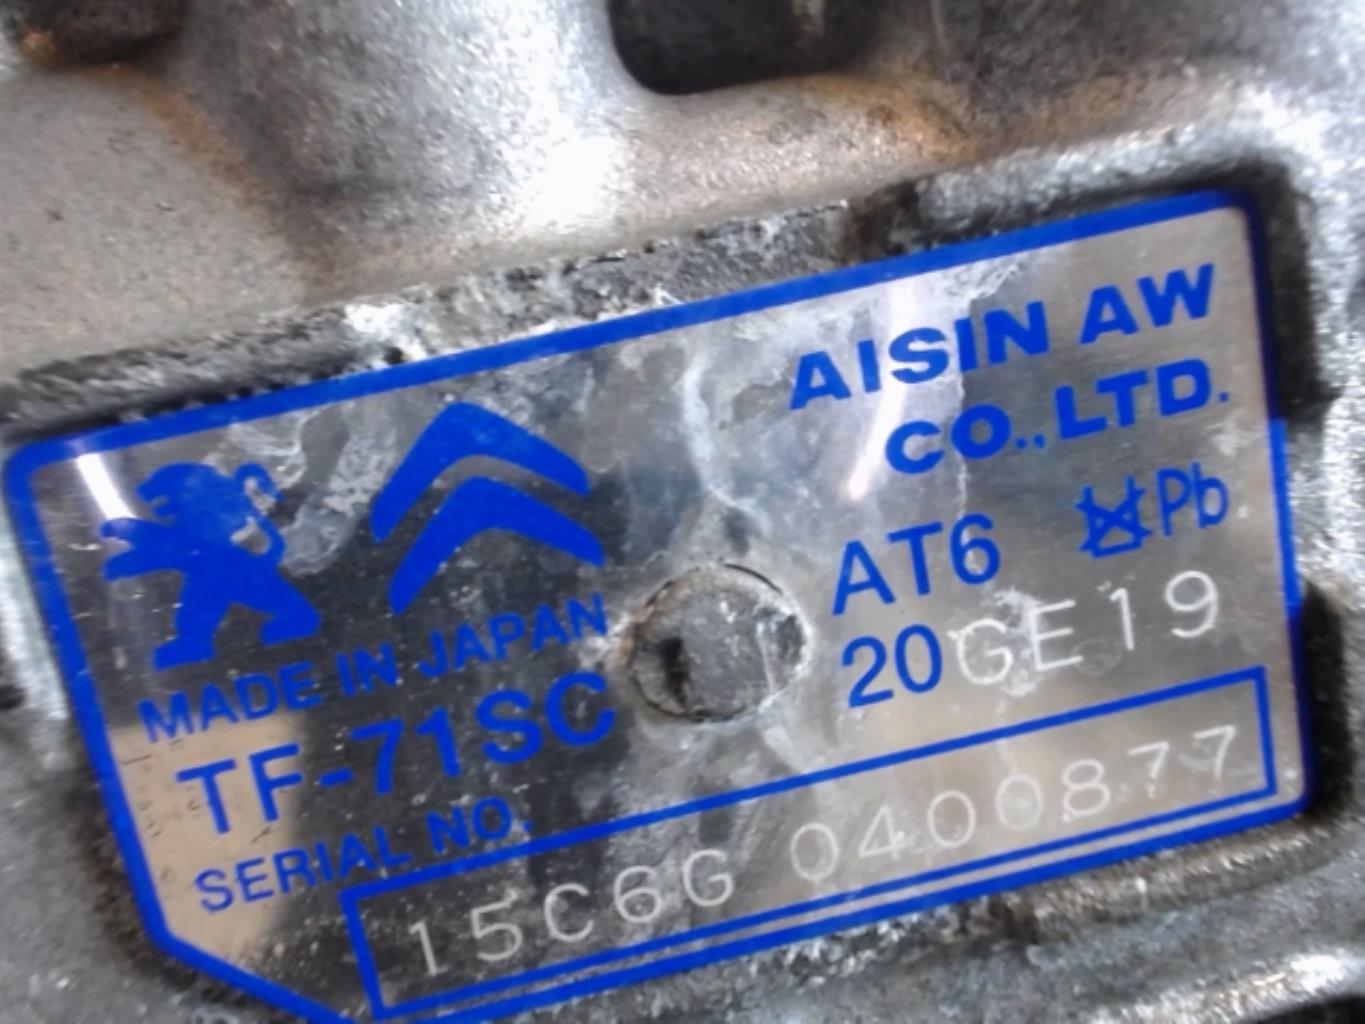 AISIN AW
CO.,LTD.
AT6 Pb
20GE19
MADE IN JAPAN
TF-71SC
SERIAL NO.
15C6G 0400877